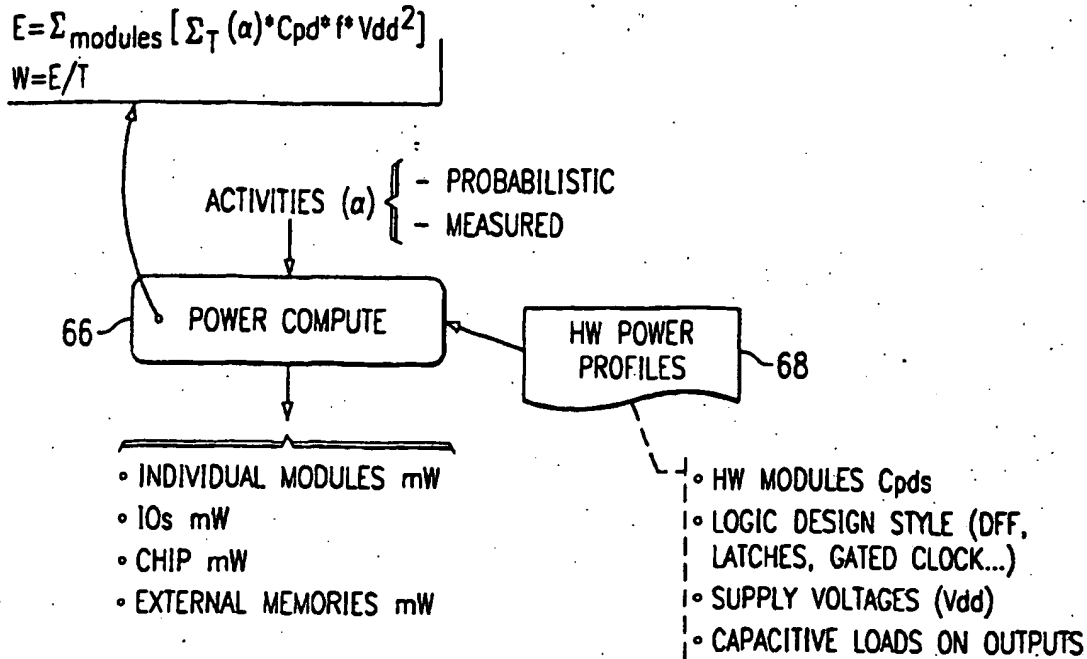 E=Σmodules[ΣT(α)*Cpd*f*Vdd²]
W=E/T
ACTIVITIES (α)
- PROBABILISTIC
- MEASURED
66
POWER COMPUTE
HW POWER
PROFILES
68
∘ INDIVIDUAL MODULES mW
∘ IOs mW
∘ CHIP mW
∘ EXTERNAL MEMORIES mW
∘ HW MODULES Cpds
∘ LOGIC DESIGN STYLE (DFF,
LATCHES, GATED CLOCK...)
∘ SUPPLY VOLTAGES (Vdd)
∘ CAPACITIVE LOADS ON OUTPUTS